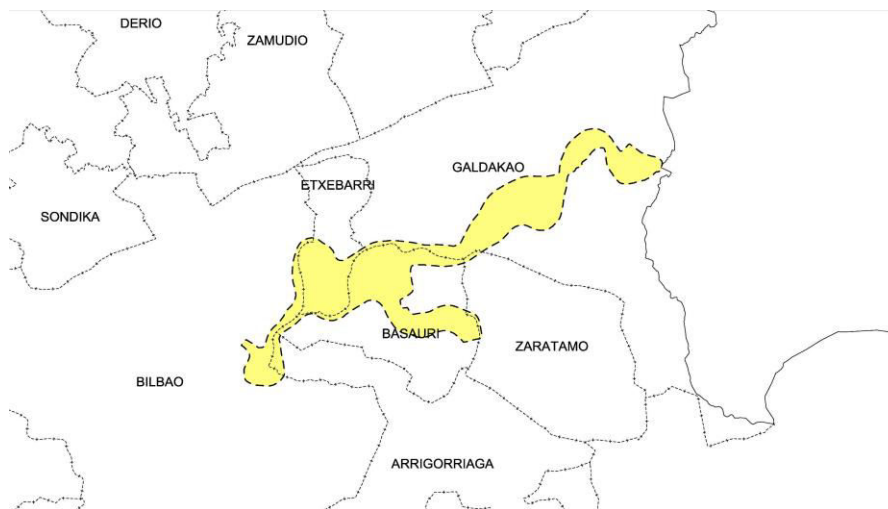 DERIO
ZAMUDIO
GALDAKAO
ETXEBARRI
SONDIKA
BASAURI
ZARATAMO
BILBAO
ARRIGORRIAGA